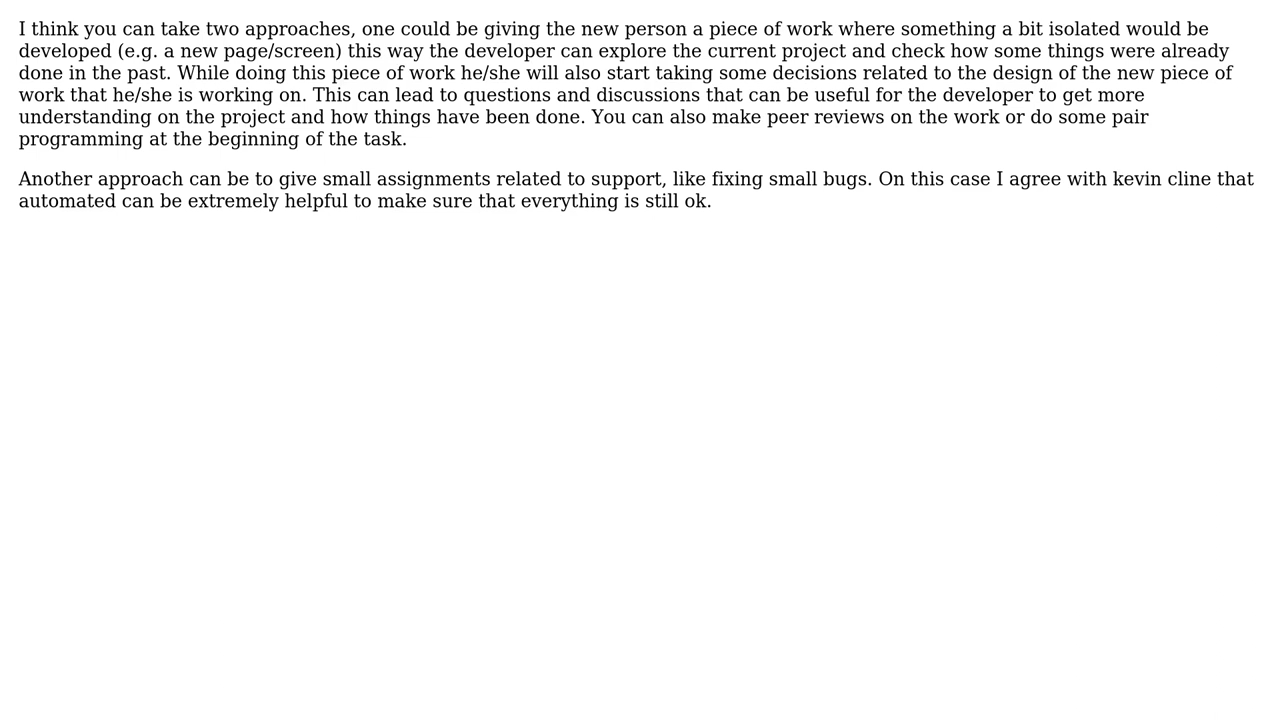 I think you can take two approaches, one could be giving the new person a piece of work where something a bit isolated would be
developed (e.g. a new page/screen) this way the developer can explore the current project and check how some things were already
done in the past. While doing this piece of work he/she will also start taking some decisions related to the design of the new piece of
work that he/she is working on. This can lead to questions and discussions that can be useful for the developer to get more
understanding on the project and how things have been done. You can also make peer reviews on the work or do some pair
programming at the beginning of the task.
Another approach can be to give small assignments related to support, like fixing small bugs. On this case I agree with kevin cline that
automated can be extremely helpful to make sure that everything is still ok.